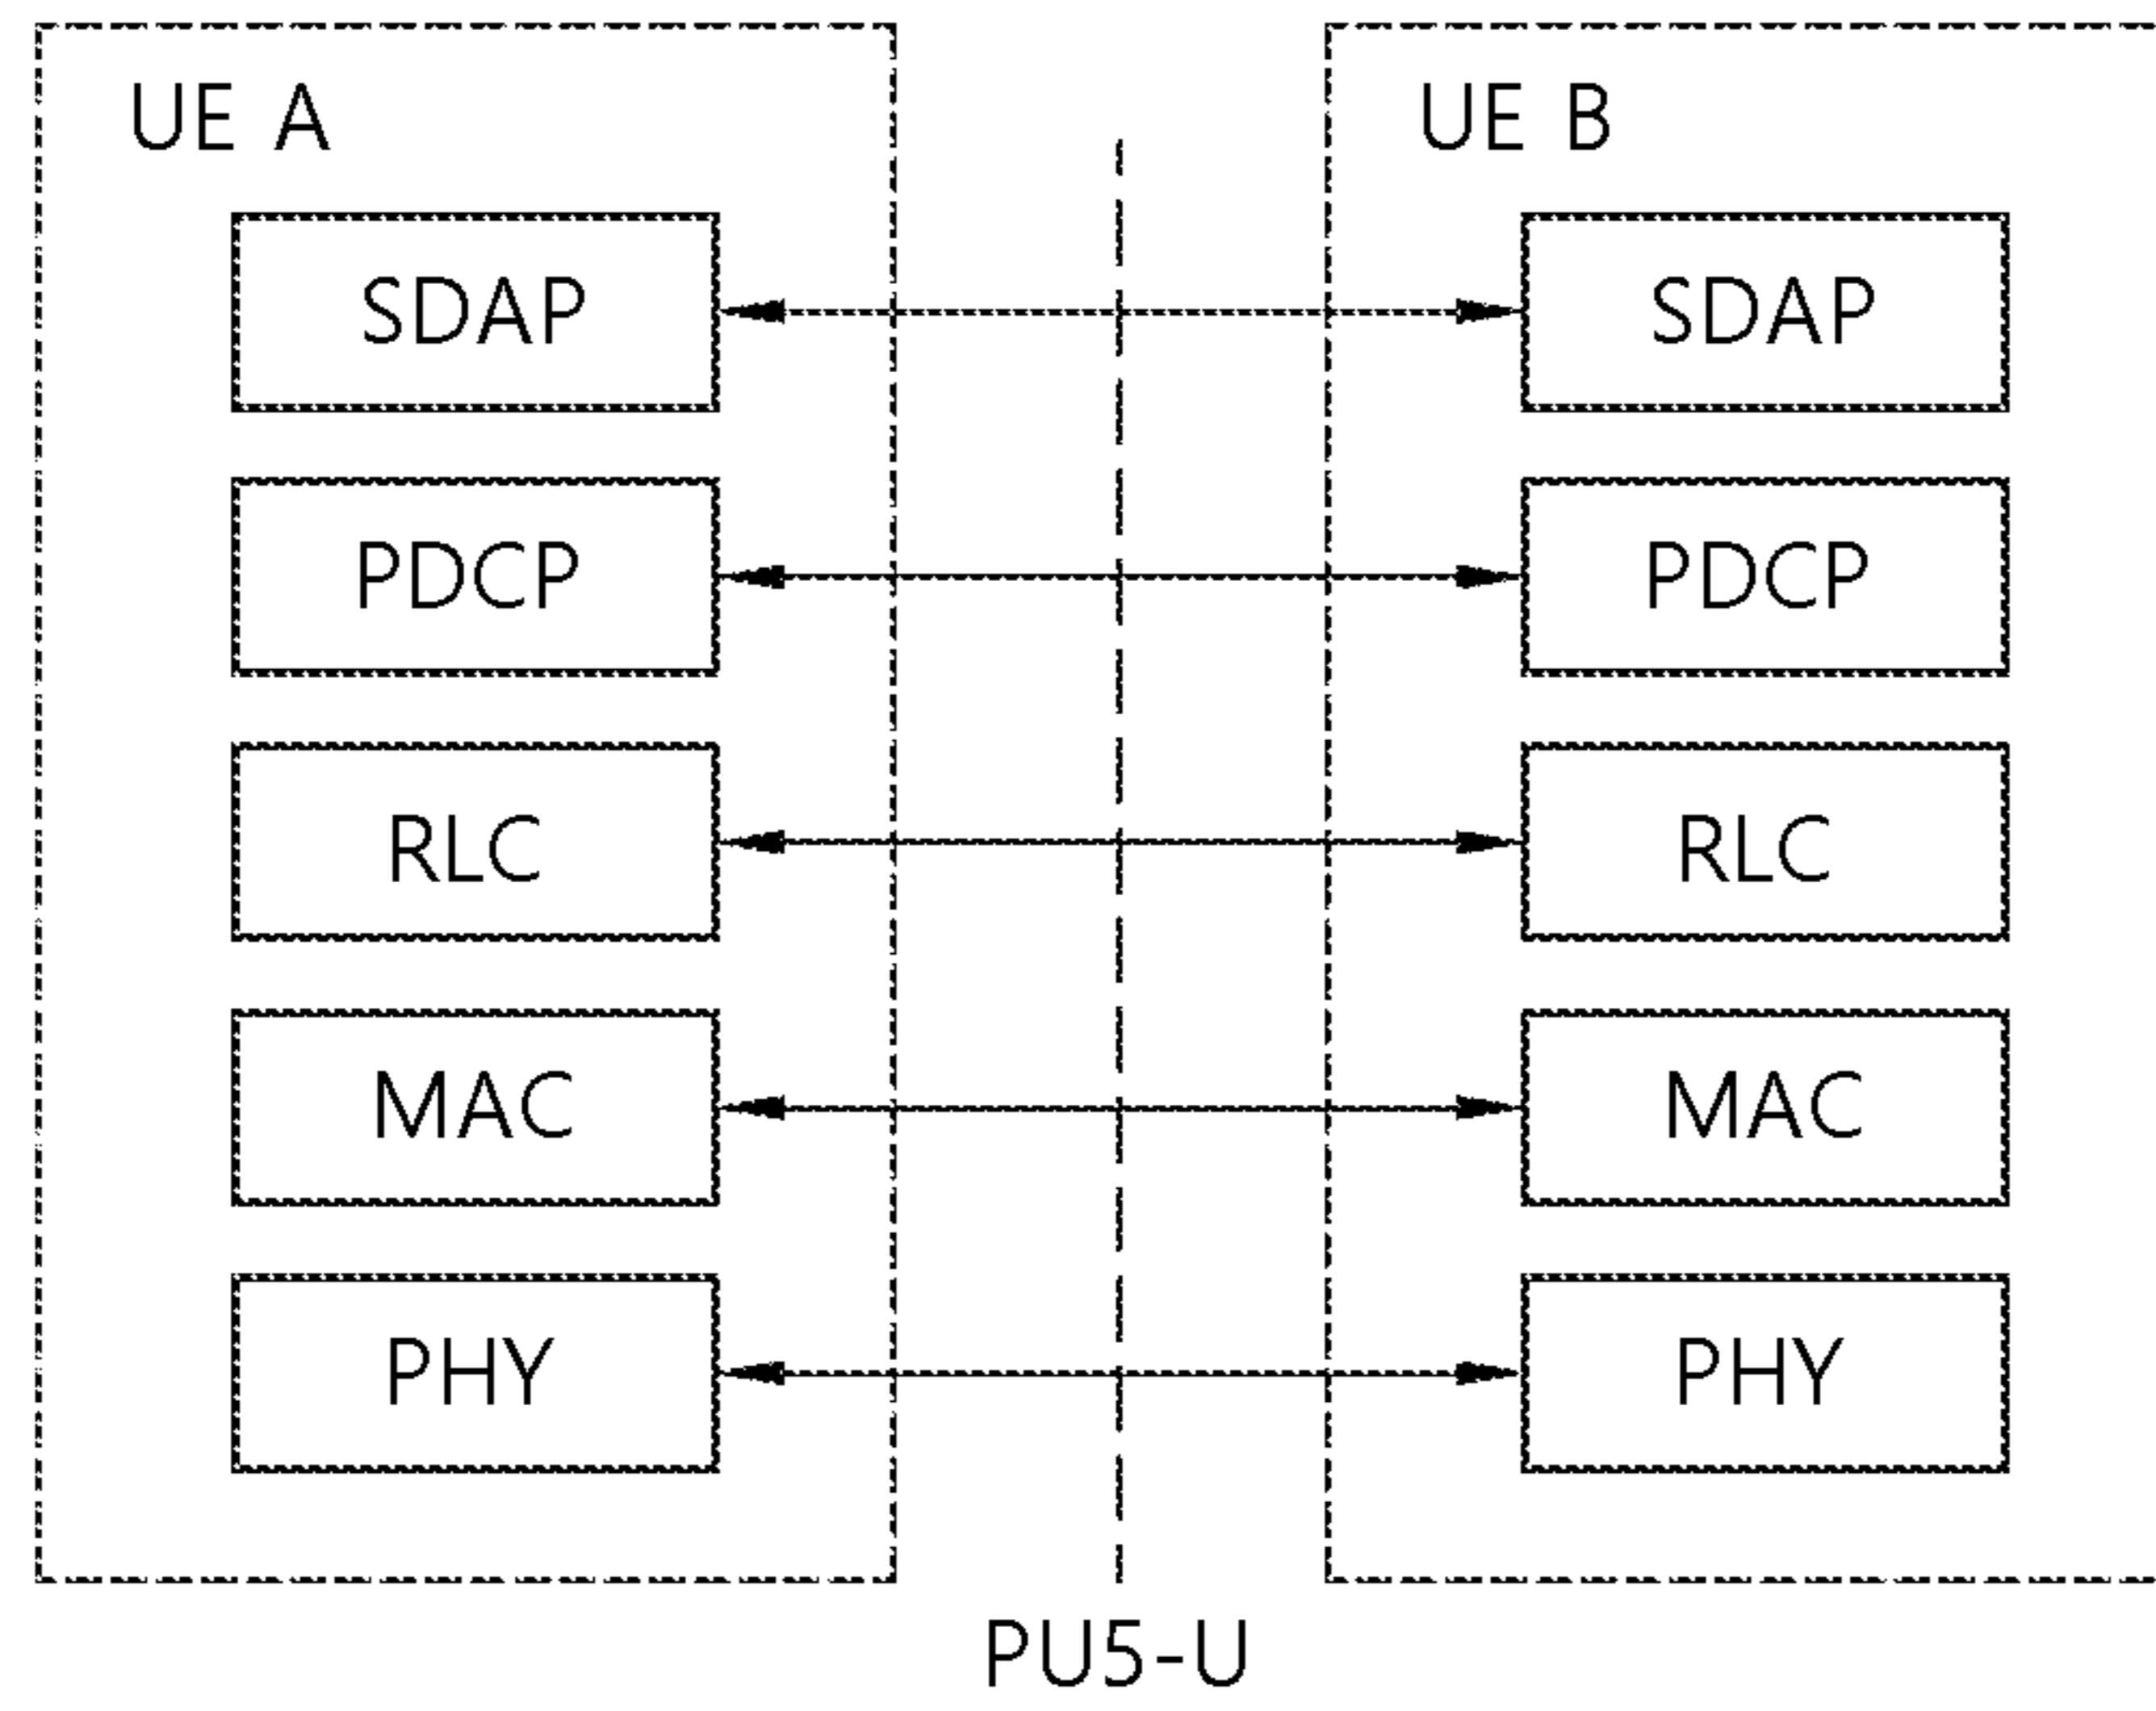 UE A
UE B
SDAP
SDAP
PDCP
PDCP
RLC
RLC
MAC
MAC
PHY
PHY
PU5-U